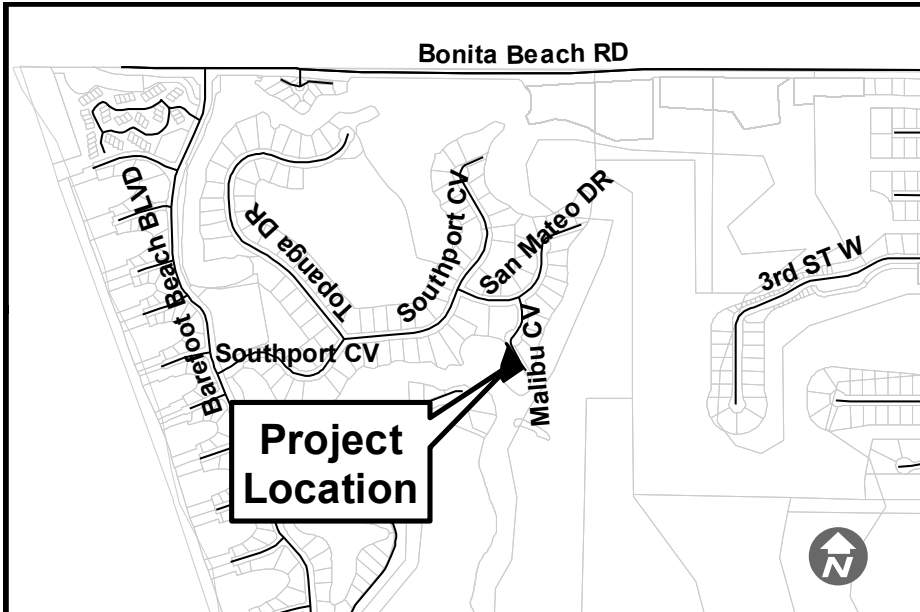 Bonita Beach RD
Barefoot Beach BLVD
Topanga DR
Southport CV
San Mateo DR
3rd ST W
Southport CV
Malibu CV
Project
Location
N